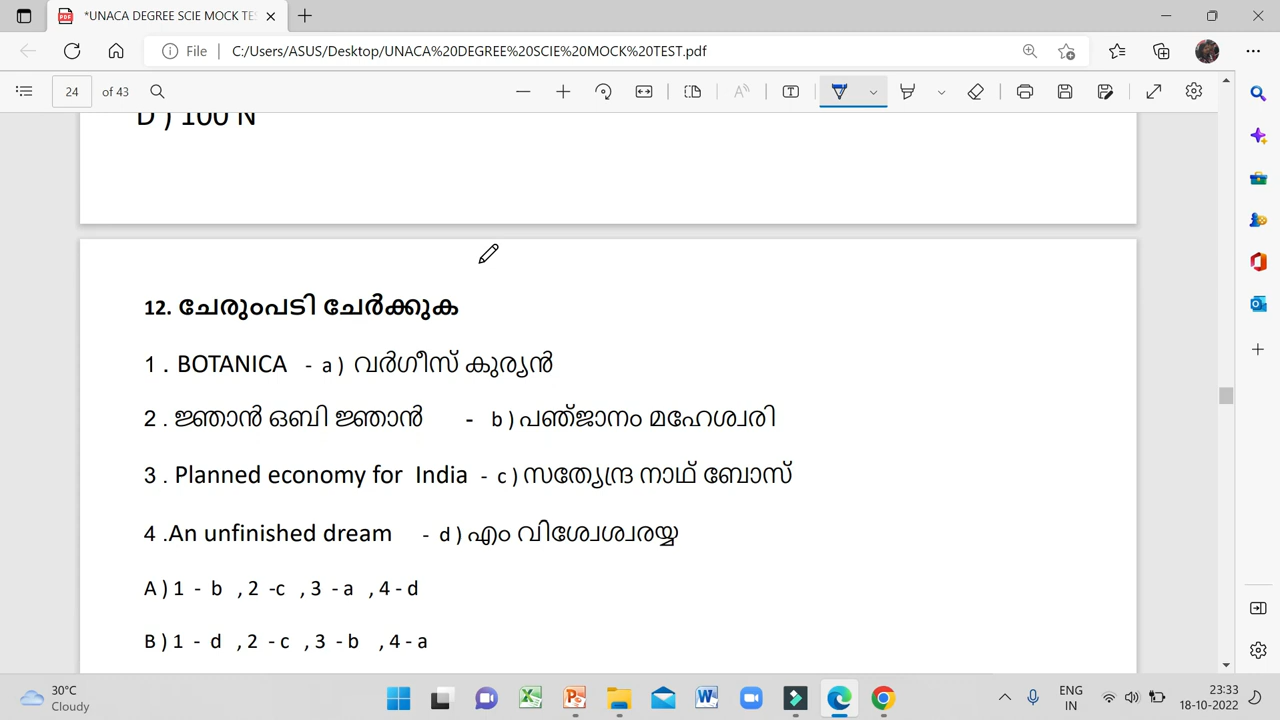 *UNACA DEGREE SCIE MOCK TES
File C:/Users/ASUS/Desktop/UNACA%20DEGREE%20SCIE%20MOCK%20TEST.pdf
24 of 43
D ) 100 N
12. ചേരുംപടി ചേർക്കുക
1 . BOTANICA - a ) വർഗീസ് കുര്യൻ
2 . ജ്ഞാൻ ഒബി ജ്ഞാൻ - b ) പഞ്ജാനം മഹേശ്വരി
3 . Planned economy for India - c ) സത്യേന്ദ്ര നാഥ് ബോസ്
4 .An unfinished dream - d ) എം വിശ്വേശ്വരയ്യ
A ) 1 - b , 2 -c , 3 - a , 4 - d
B ) 1 - d , 2 - c , 3 - b , 4 - a
30°C
Cloudy
ENG
IN
23:33
18-10-2022